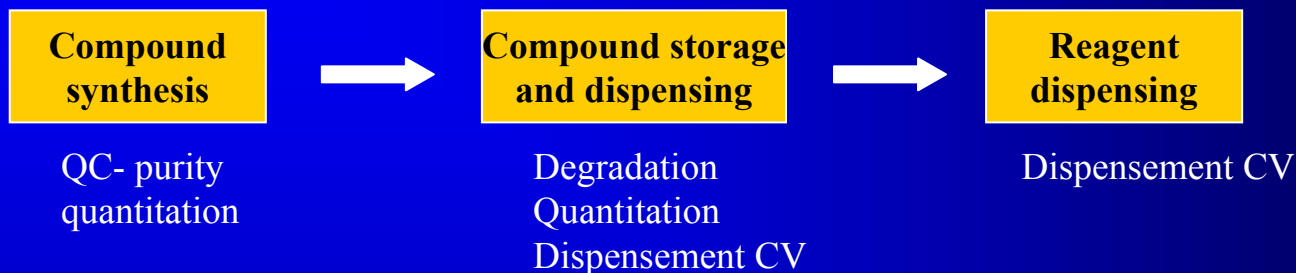 Compound
synthesis
QC- purity
quantitation
Compound storage
and dispensing
Degradation
Quantitation
Dispensement CV
Reagent
dispensing
Dispensement CV